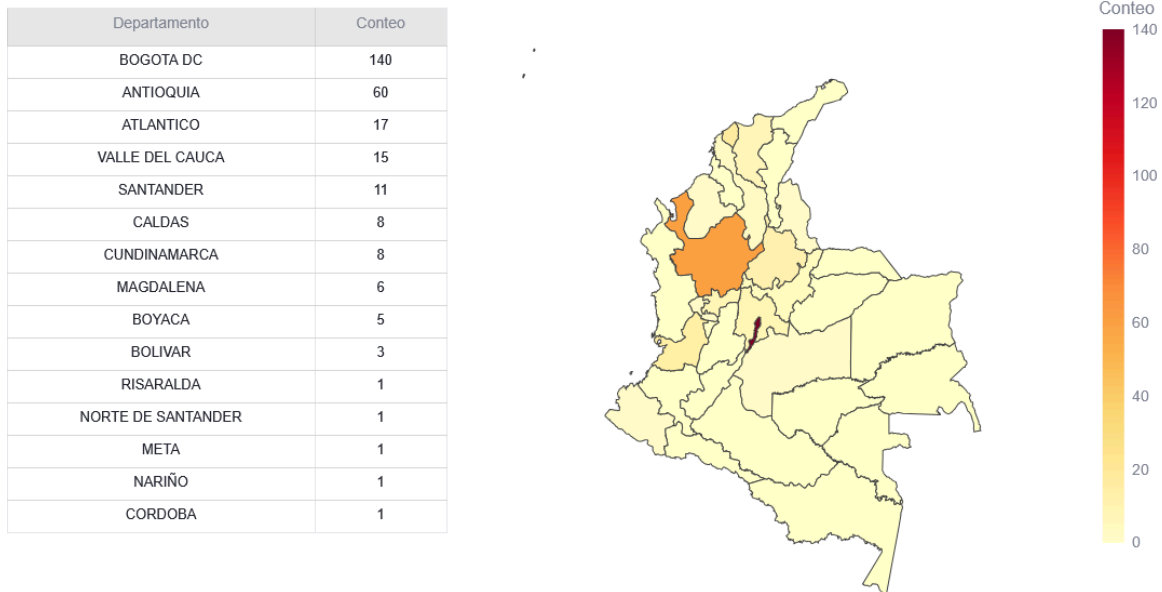 Departamento Conteo
BOGOTA DC 140
ANTIOQUIA 60
ATLANTICO 17
VALLE DEL CAUCA 15
SANTANDER 11
CALDAS 8
CUNDINAMARCA 8
MAGDALENA 6
BOYACA 5
BOLIVAR 3
RISARALDA 1
NORTE DE SANTANDER 1
META 1
NARIÑO 1
CORDOBA 1
Conteo
140
120
100
80
60
40
20
0